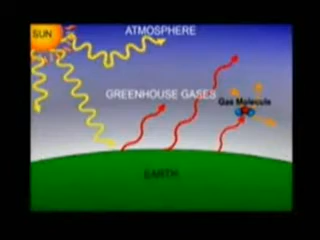 SUN
ATMOSPHERE
GREENHOUSE GASES
Gas Molecule
EARTH